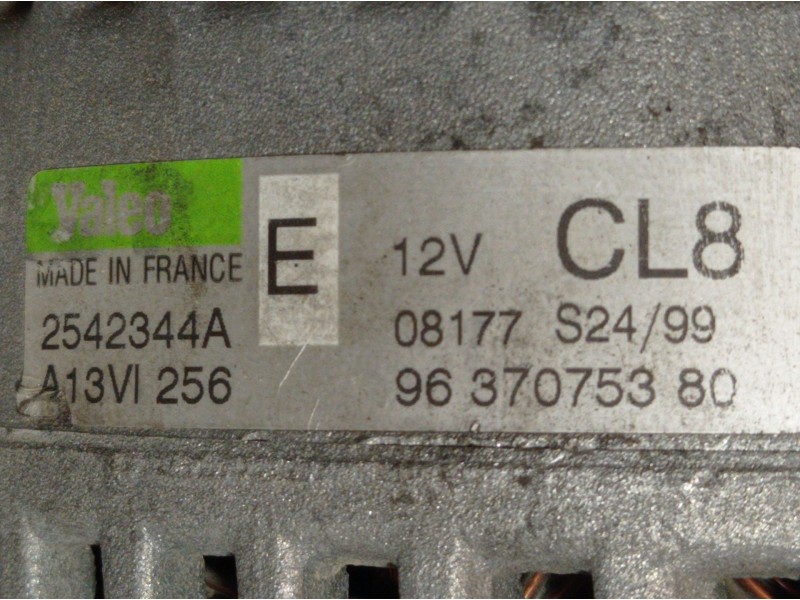 Valeo
MADE IN FRANCE
E
12V
CL8
2542344A
08177 S24/99
A13VI 256
96 370753 80